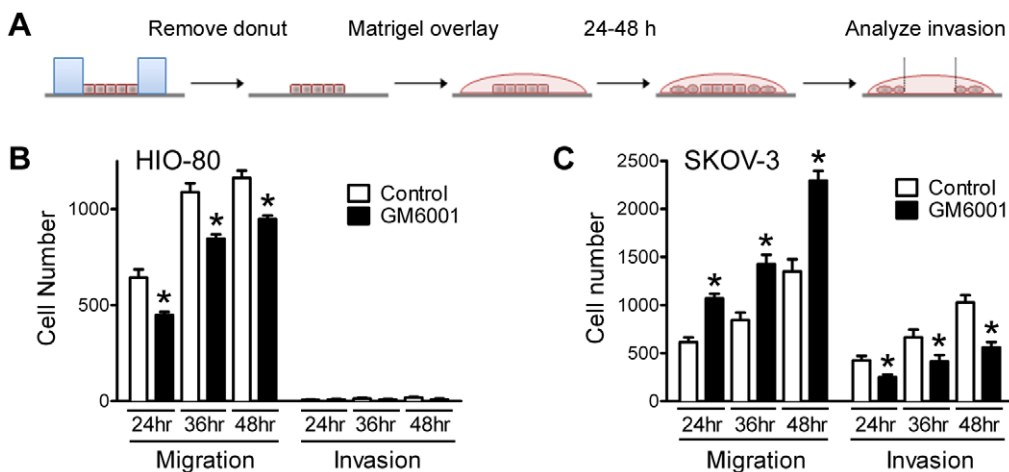 A
Remove donut Matrigel overlay 24-48 h Analyze invasion
B
HIO-80
Control
GM6001
Cell Number
1000
500
0
* * *
24hr 36hr 48hr 24hr 36hr 48hr
Migration Invasion
C
SKOV-3
Control
GM6001
Cell number
2500
2000
1500
1000
500
0
* * * * * *
24hr 36hr 48hr 24hr 36hr 48hr
Migration Invasion